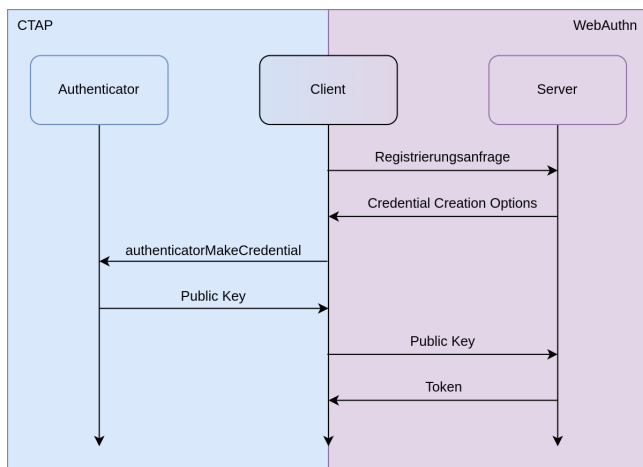 CTAP
WebAuthn
Authenticator
Client
Server
Registrierungsanfrage
Credential Creation Options
authenticatorMakeCredential
Public Key
Public Key
Token